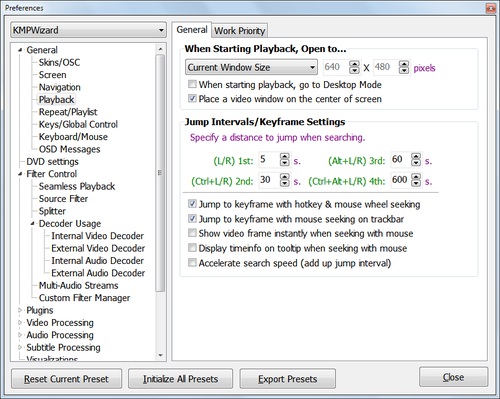 Preferences
KMPWizard
General
Skins/OSC
Screen
Navigation
Playback
Repeat/Playlist
Keys/Global Control
Keyboard/Mouse
OSD Messages
DVD settings
Filter Control
Seamless Playback
Source Filter
Splitter
Decoder Usage
Internal Video Decoder
External Video Decoder
Internal Audio Decoder
External Audio Decoder
Multi-Audio Streams
Custom Filter Manager
Plugins
Video Processing
Audio Processing
Subtitle Processing
Visualizations
General Work Priority
When Starting Playback, Open to...
Current Window Size 640 X 480 pixels
When starting playback, go to Desktop Mode
Place a video window on the center of screen
Jump Intervals/Keyframe Settings
Specify a distance to jump when searching.
(L/R) 1st: 5 s. (Alt+L/R) 3rd: 60 s.
(Ctrl+L/R) 2nd: 30 s. (Ctrl+Alt+L/R) 4th: 600 s.
Jump to keyframe with hotkey & mouse wheel seeking
Jump to keyframe with mouse seeking on trackbar
Show video frame instantly when seeking with mouse
Display timeinfo on tooltip when seeking with mouse
Accelerate search speed (add up jump interval)
Reset Current Preset Initialize All Presets Export Presets Close